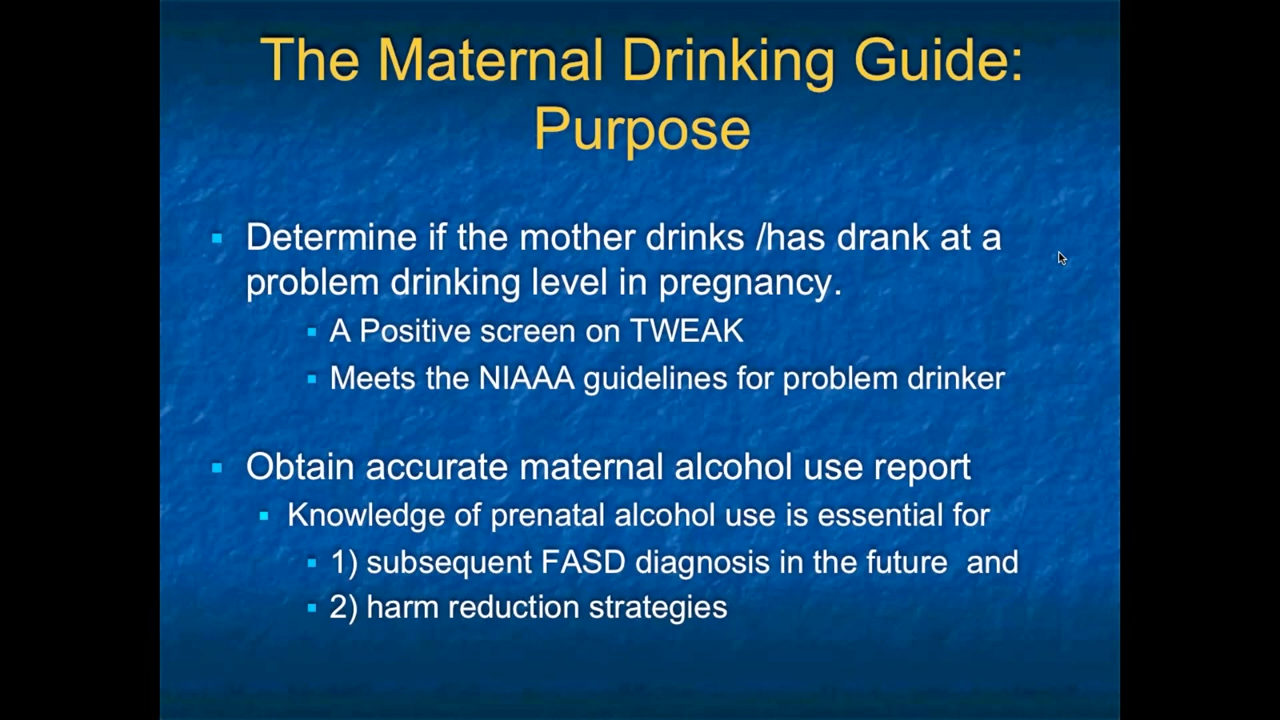 The Maternal Drinking Guide:
Purpose
Determine if the mother drinks /has drank at a
problem drinking level in pregnancy.
A Positive screen on TWEAK
Meets the NIAAA guidelines for problem drinker
Obtain accurate maternal alcohol use report
Knowledge of prenatal alcohol use is essential for
1) subsequent FASD diagnosis in the future  and
2) harm reduction strategies